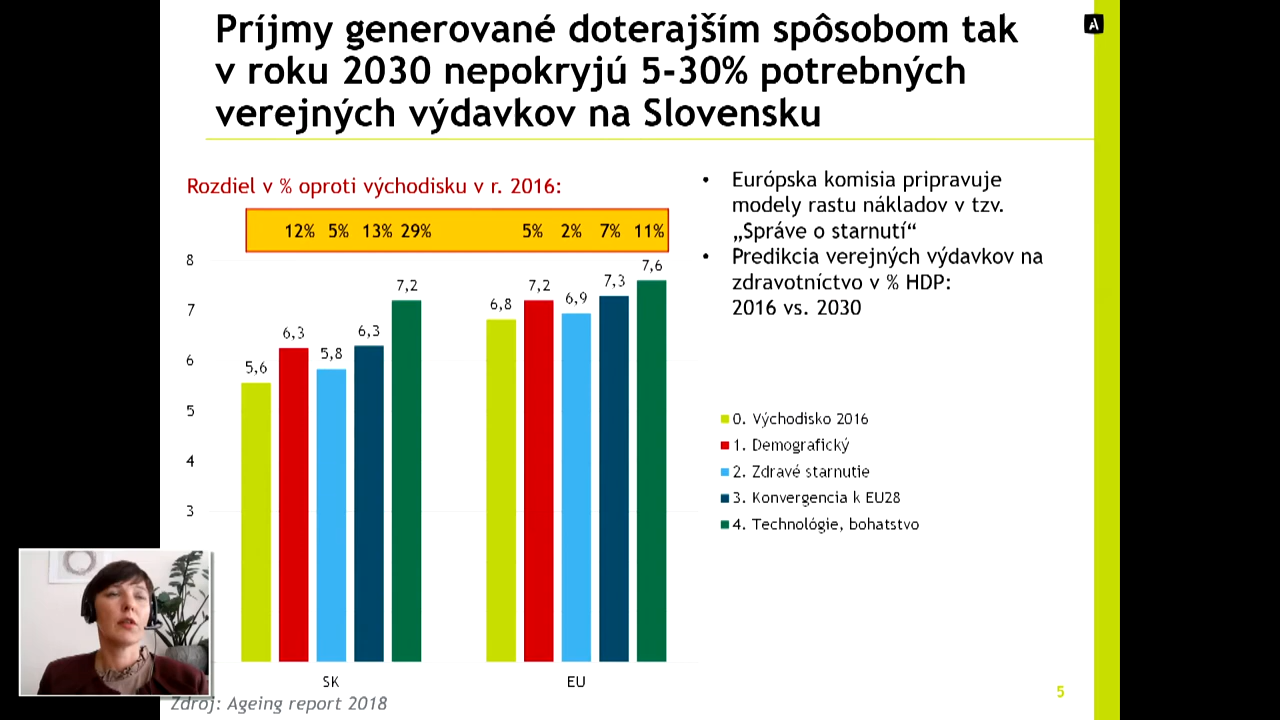 Príjmy generované doterajším spôsobom tak
v roku 2030 nepokryjú 5-30% potrebných
verejných výdavkov na Slovensku
A
Rozdiel v % oproti východisku v r. 2016:
12% 5% 13% 29% 5% 2% 7% 11%
8
7
6
5
4
3
5,6
6,3
5,8
6,3
7,2
6,8
7,2
6,9
7,3
7,6
SK
EU
• Európska komisia pripravuje
modely rastu nákladov v tzv.
„Správe o starnutí“
• Predikcia verejných výdavkov na
zdravotníctvo v % HDP:
2016 vs. 2030
0. Východisko 2016
1. Demografický
2. Zdravé starnutie
3. Konvergencia k EU28
4. Technológie, bohatstvo
Zdroj: Ageing report 2018
5